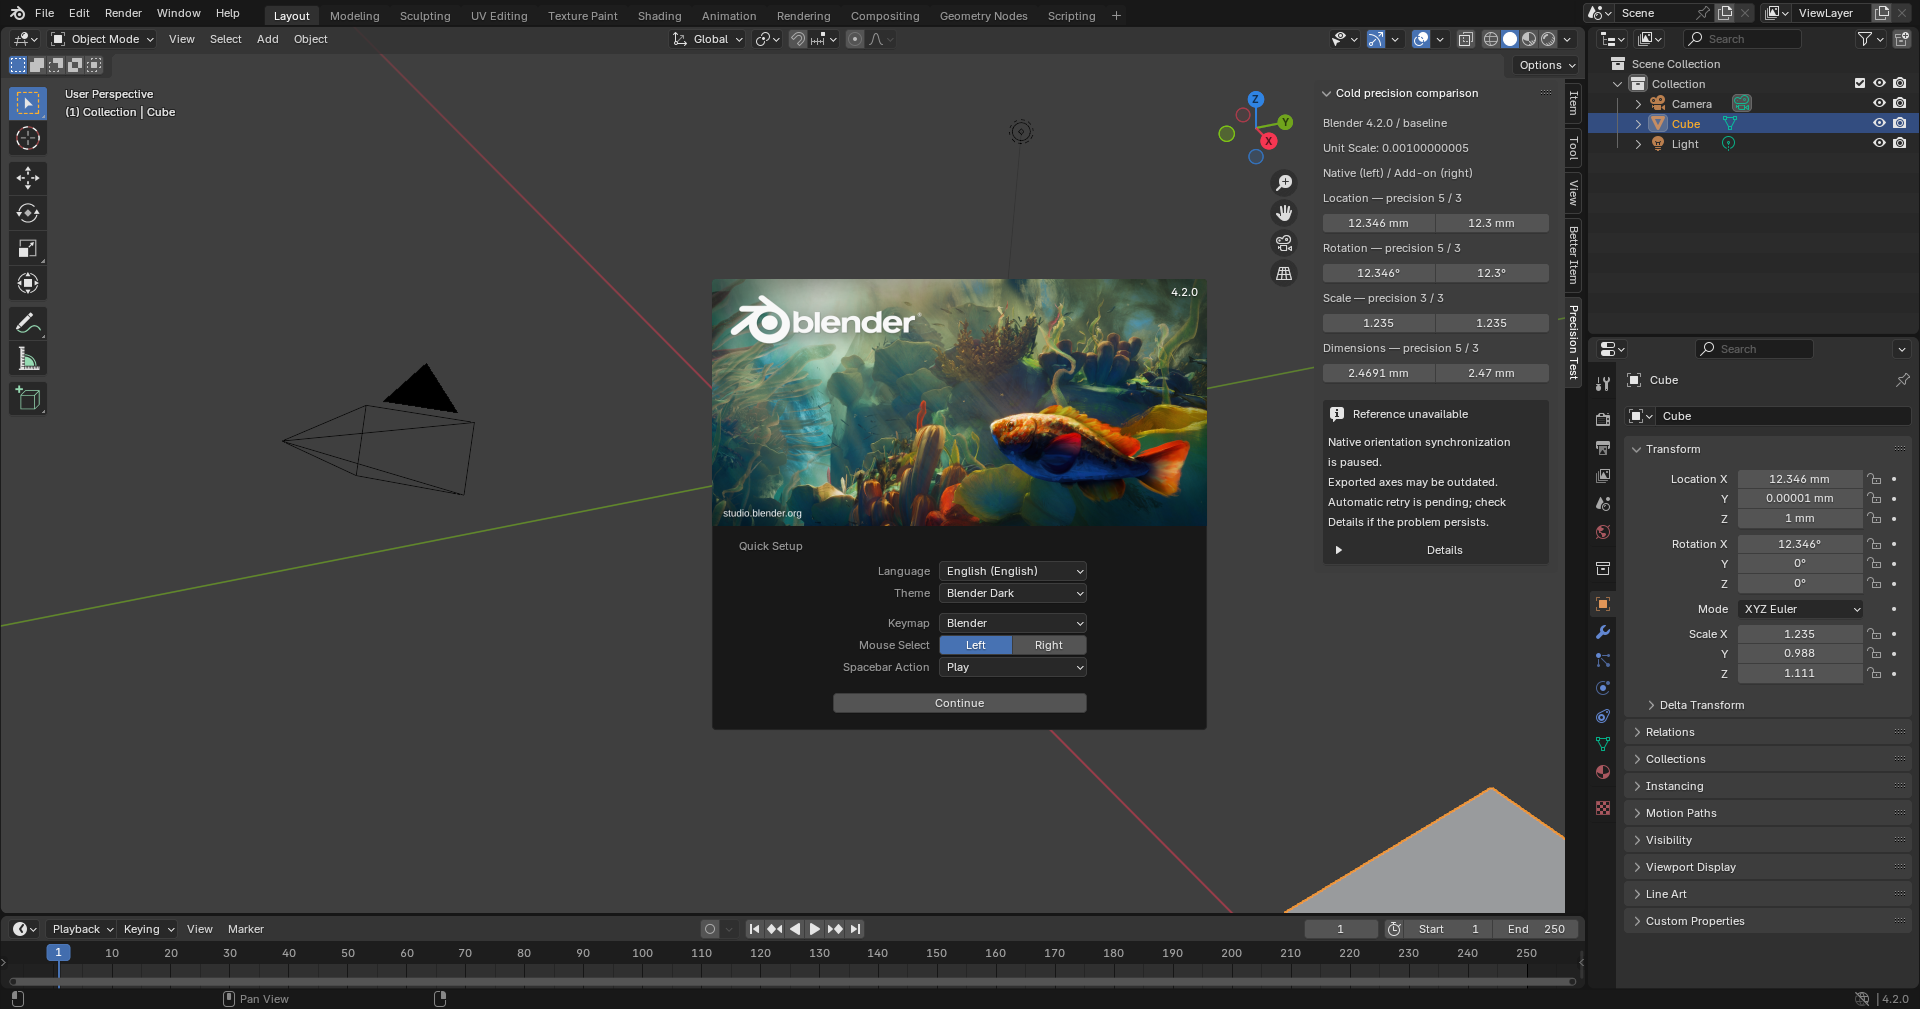 File Edit Render Window Help
Layout Modeling Sculpting UV Editing Texture Paint Shading Animation Rendering Compositing Geometry Nodes Scripting +
Scene ViewLayer
Object Mode View Select Add Object
Global
Search
Options
User Perspective
(1) Collection | Cube
Z
Y
X
Cold precision comparison
Blender 4.2.0 / baseline
Unit Scale: 0.00100000005
Native (left) / Add-on (right)
Location — precision 5 / 3
12.346 mm 12.3 mm
Rotation — precision 5 / 3
12.346° 12.3°
Scale — precision 3 / 3
1.235 1.235
Dimensions — precision 5 / 3
2.4691 mm 2.47 mm
Reference unavailable
Native orientation synchronization
is paused.
Exported axes may be outdated.
Automatic retry is pending; check
Details if the problem persists.
Details
Item
Tool
View
Better Item
Precision Test
Scene Collection
Collection
Camera
Cube
Light
4.2.0
blender
studio.blender.org
Quick Setup
Language English (English)
Theme Blender Dark
Keymap Blender
Mouse Select Left Right
Spacebar Action Play
Continue
Search
Cube
Cube
Transform
Location X 12.346 mm
Y 0.00001 mm
Z 1 mm
Rotation X 12.346°
Y 0°
Z 0°
Mode XYZ Euler
Scale X 1.235
Y 0.988
Z 1.111
Delta Transform
Relations
Collections
Instancing
Motion Paths
Visibility
Viewport Display
Line Art
Custom Properties
Playback Keying View Marker
1 Start 1 End 250
1 10 20 30 40 50 60 70 80 90 100 110 120 130 140 150 160 170 180 190 200 210 220 230 240 250
Pan View
4.2.0